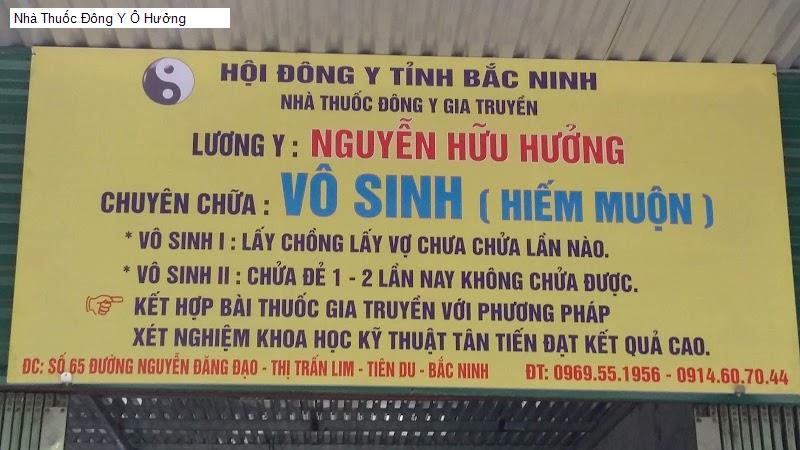 Nhà Thuốc Đông Y Ô Hưởng
HỘI ĐÔNG Y TỈNH BẮC NINH
NHÀ THUỐC ĐÔNG Y GIA TRUYỀN
LƯƠNG Y : NGUYỄN HỮU HƯỞNG
CHUYÊN CHỮA : VÔ SINH ( HIẾM MUỘN )
* VÔ SINH I : LẤY CHỒNG LẤY VỢ CHƯA CHỬA LẦN NÀO.
* VÔ SINH II : CHỬA ĐẺ 1 - 2 LẦN NAY KHÔNG CHỬA ĐƯỢC.
KẾT HỢP BÀI THUỐC GIA TRUYỀN VỚI PHƯƠNG PHÁP
XÉT NGHIỆM KHOA HỌC KỸ THUẬT TÂN TIẾN ĐẠT KẾT QUẢ CAO.
ĐC: SỐ 65 ĐƯỜNG NGUYỄN ĐĂNG ĐẠO - THỊ TRẤN LIM - TIÊN DU - BẮC NINH ĐT: 0969.55.1956 - 0914.60.70.44